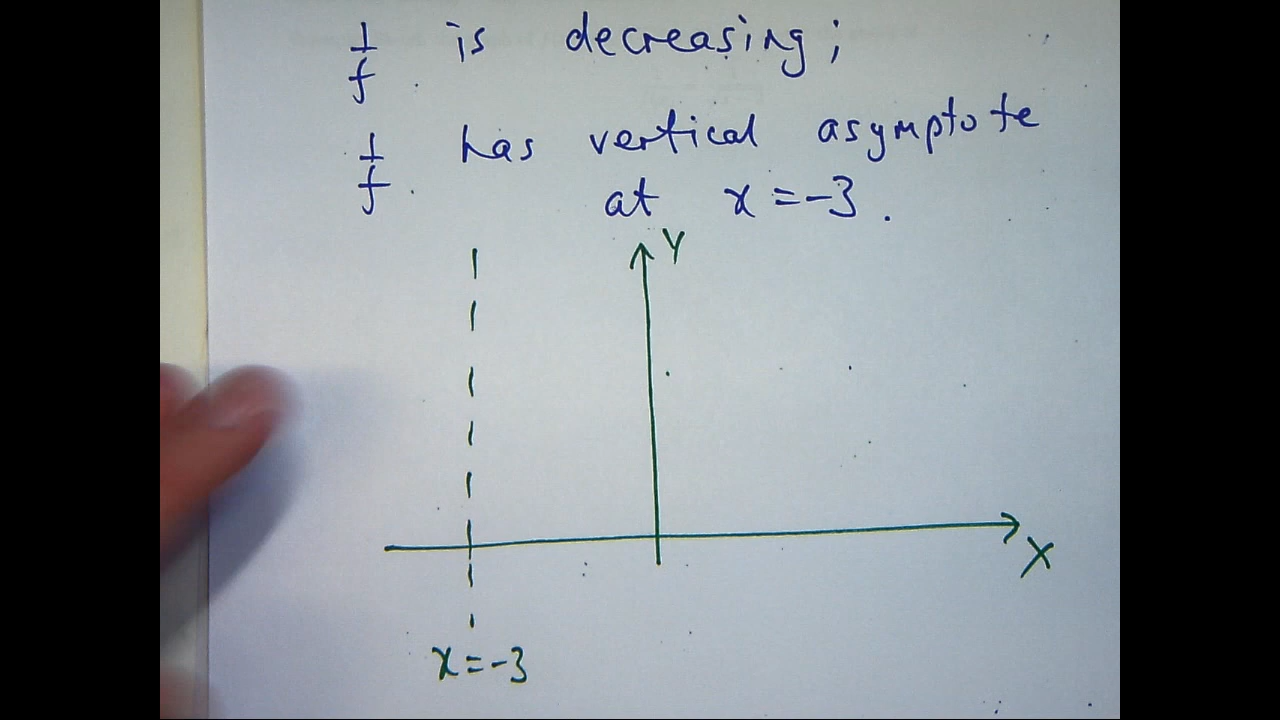 1/f is decreasing;
1/f has vertical asymptote
at x = -3.
Y
X
x = -3